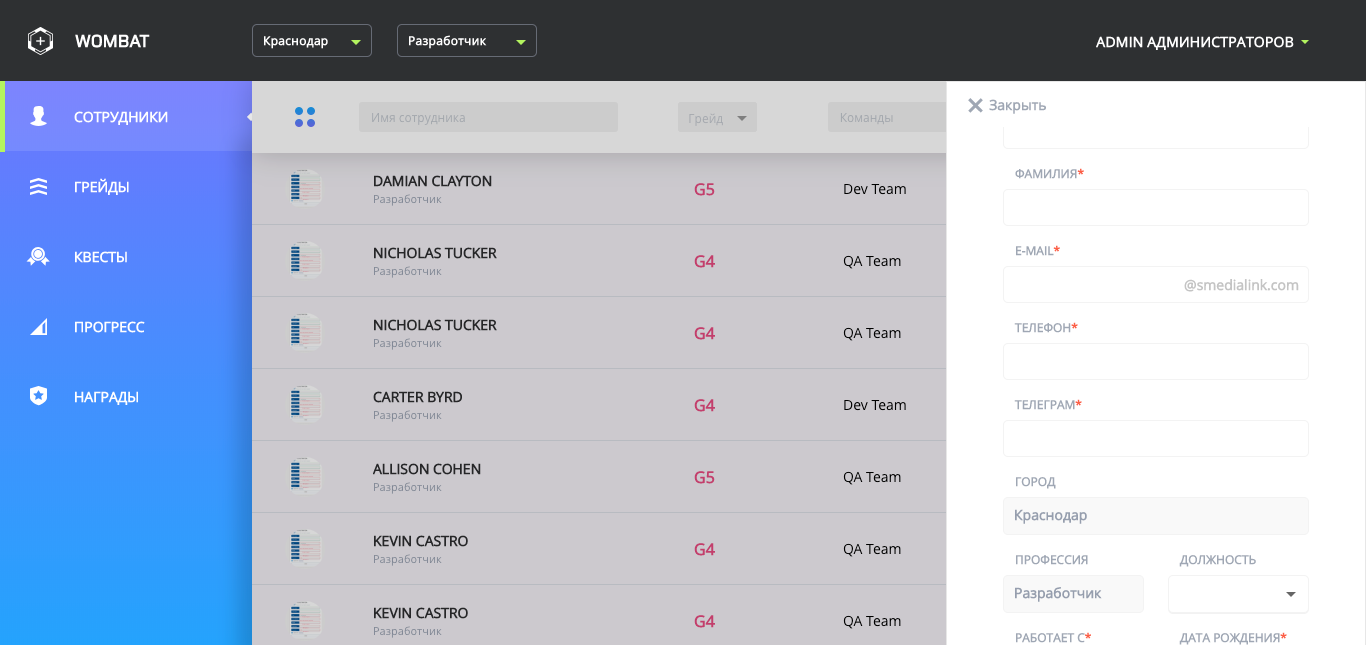 WOMBAT
Краснодар
Разработчик
ADMIN АДМИНИСТРАТОРОВ
СОТРУДНИКИ
ГРЕЙДЫ
КВЕСТЫ
ПРОГРЕСС
НАГРАДЫ
Имя сотрудника
Грейд
Команды
DAMIAN CLAYTON
Разработчик
G5
Dev Team
NICHOLAS TUCKER
Разработчик
G4
QA Team
NICHOLAS TUCKER
Разработчик
G4
QA Team
CARTER BYRD
Разработчик
G4
Dev Team
ALLISON COHEN
Разработчик
G5
QA Team
KEVIN CASTRO
Разработчик
G4
QA Team
KEVIN CASTRO
Разработчик
G4
QA Team
Закрыть
ФАМИЛИЯ*
E-MAIL*
@smedialink.com
ТЕЛЕФОН*
ТЕЛЕГРАМ*
ГОРОД
Краснодар
ПРОФЕССИЯ
ДОЛЖНОСТЬ
Разработчик
РАБОТАЕТ С*
ДАТА РОЖДЕНИЯ*